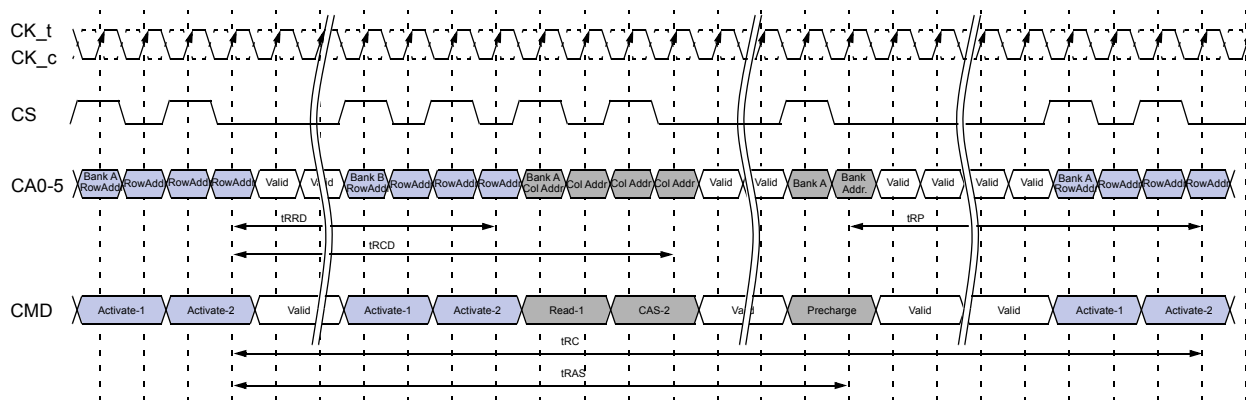 CK_t
CK_c
CS
CA0-5
Bank A RowAddr RowAddr RowAddr RowAddr Valid Valid Bank B RowAddr RowAddr RowAddr RowAddr Bank A Col Addr Col Addr Col Addr Col Addr Valid Valid Bank A Bank Addr. Valid Valid Valid Valid Bank A RowAddr RowAddr RowAddr RowAddr
tRRD tRP
tRCD
CMD Activate-1 Activate-2 Valid Activate-1 Activate-2 Read-1 CAS-2 Valid Precharge Valid Valid Activate-1 Activate-2
tRC
tRAS